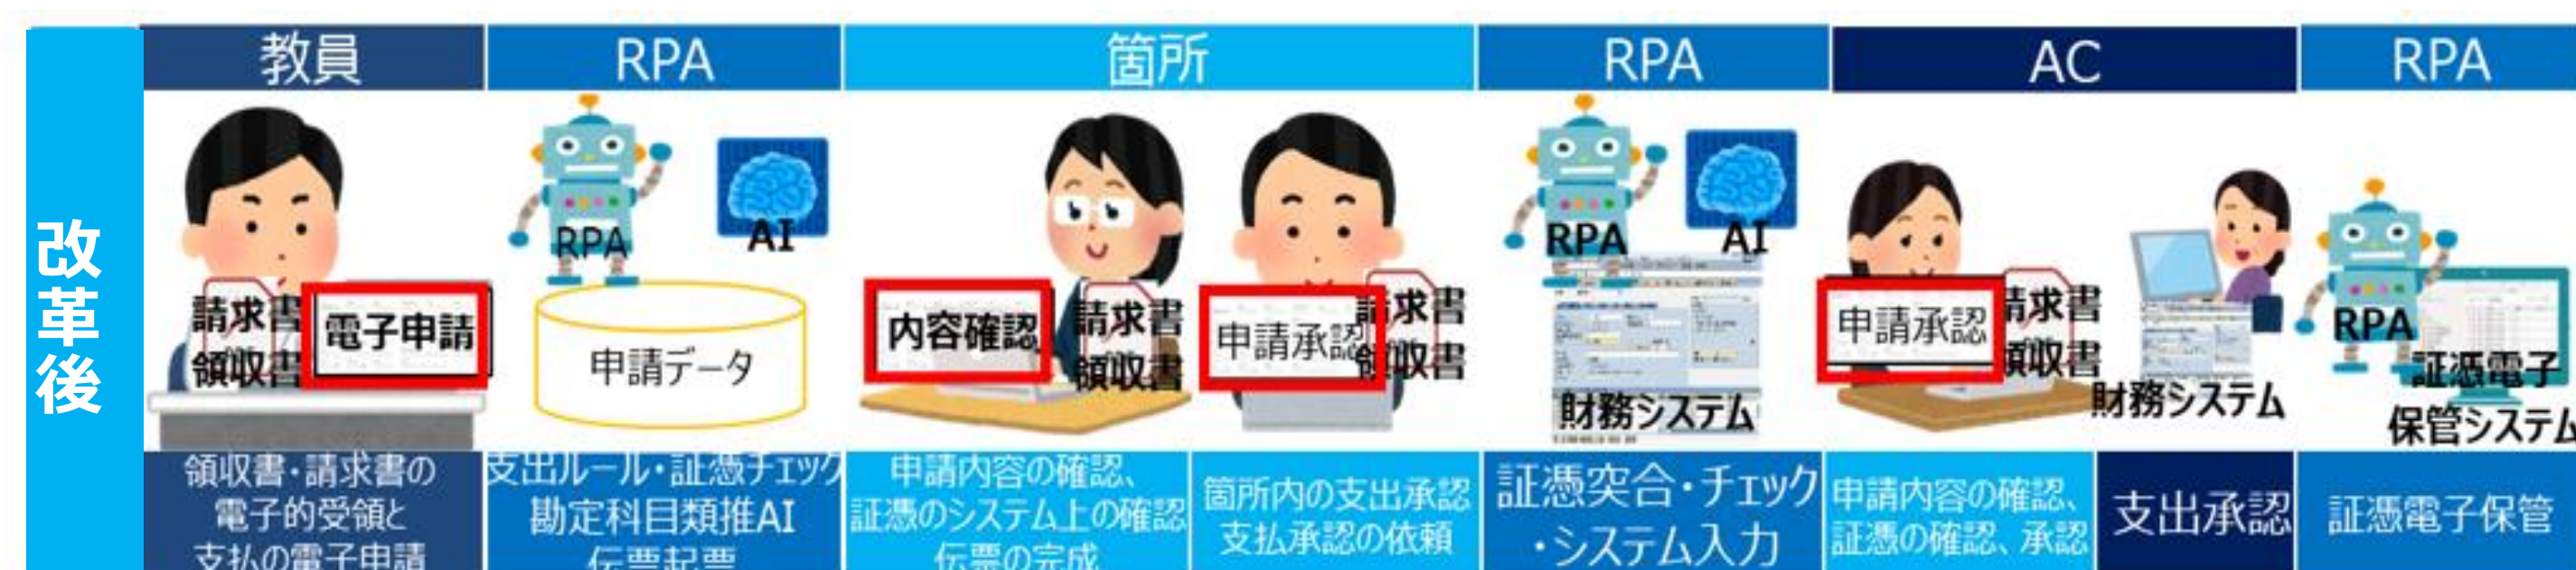 改革後
教員
RPA
箇所
RPA
AC
RPA
請求書
領収書
電子申請
RPA
AI
申請データ
内容確認
請求書
領収書
申請承認
請求書
領収書
RPA
AI
財務システム
申請承認
請求書
領収書
財務システム
RPA
証憑電子
保管システム
領収書・請求書の
電子的受領と
支払の電子申請
支出ルール・証憑チェック
勘定科目類推AI
伝票起票
申請内容の確認、
証憑のシステム上の確認
伝票の完成
箇所内の支出承認
支払承認の依頼
証憑突合・チェック
・システム入力
申請内容の確認、
証憑の確認、承認
支出承認
証憑電子保管